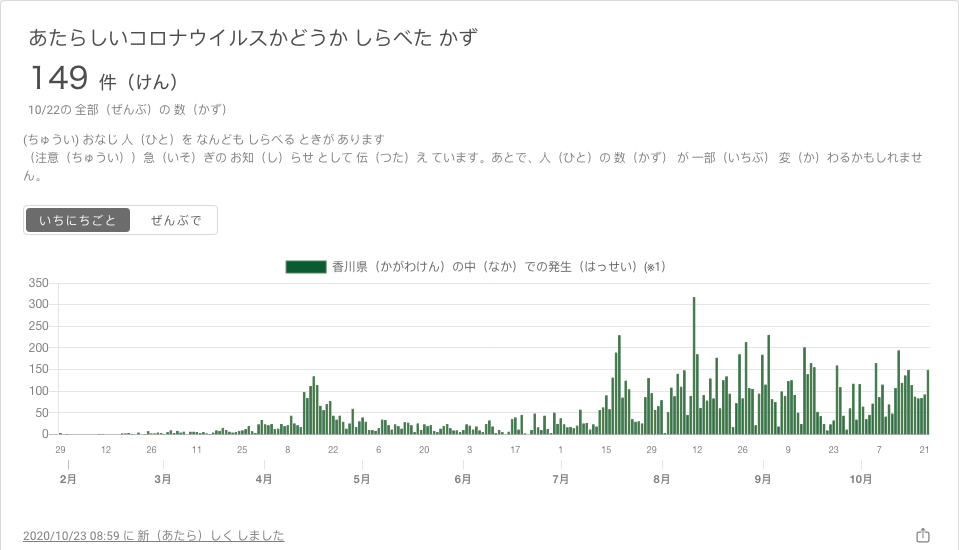 あたらしいコロナウイルスかどうか しらべた かず
149 件（けん）
10/22の 全部（ぜんぶ）の 数（かず）
(ちゅうい) おなじ 人（ひと）を なんども しらべる ときが あります
（注意（ちゅうい））急（いそ）ぎの お知（し）らせ として 伝（つた）え ています。あとで、人（ひと）の 数（かず） が 一部（いちぶ） 変（か）わるかもしれませ
ん。
いちにちごと ぜんぶで
香川県（かがわけん）の中（なか）での発生（はっせい）(※1)
350
300
250
200
150
100
50
0
29 12 26 11 25 8 22 6 20 3 17 1 15 29 12 26 9 23 7 21
2月 3月 4月 5月 6月 7月 8月 9月 10月
2020/10/23 08:59 に 新（あたら）しく しました